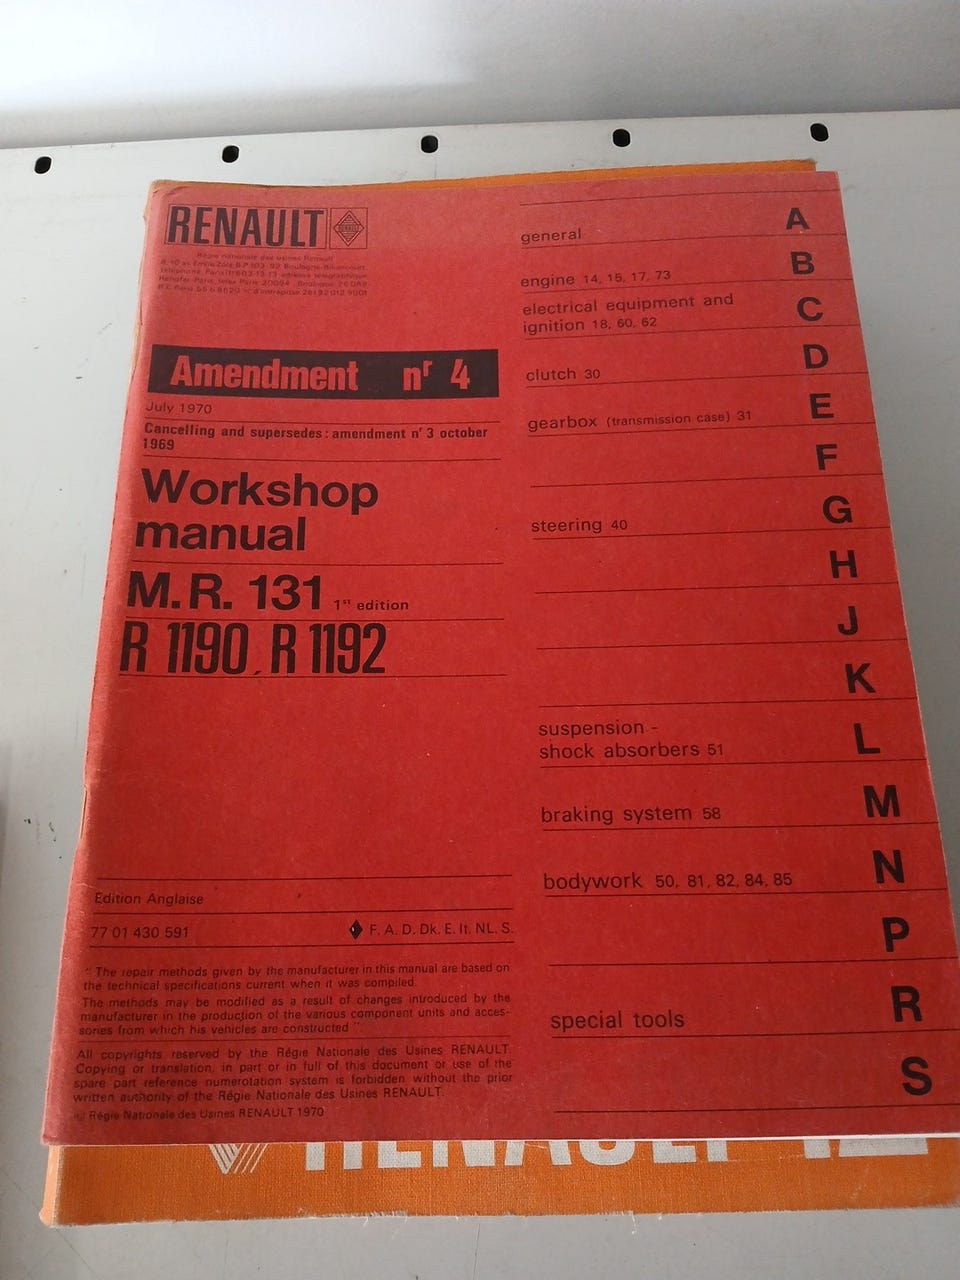 RENAULT
Régie nationale des usines Renault
Amendment nr 4
July 1970
Cancelling and supersedes: amendment nr 3 october
1969
Workshop
manual
M.R. 131 1st edition
R 1190, R 1192
Edition Anglaise
77 01 430 591
F. A. D. Dk. E. It. NL. S.
" The repair methods given by the manufacturer in this manual are based on
the technical specifications current when it was compiled.
The methods may be modified as a result of changes introduced by the
manufacturer in the production of the various component units and acces-
sories from which his vehicles are constructed "
All copyrights reserved by the Régie Nationale des Usines RENAULT.
Copying or translation, in part or in full of this document or use of the
spare part reference numerotation system is forbidden without the prior
written authority of the Régie Nationale des Usines RENAULT.
© Régie Nationale des Usines RENAULT 1970
general A
engine 14, 15, 17, 73 B
electrical equipment and
ignition 18, 60, 62 C
clutch 30 D
gearbox (transmission case) 31 E
F
steering 40 G
H
J
K
suspension -
shock absorbers 51 L
braking system 58 M
bodywork 50, 81, 82, 84, 85 N
P
special tools R
S
RENAULT 12